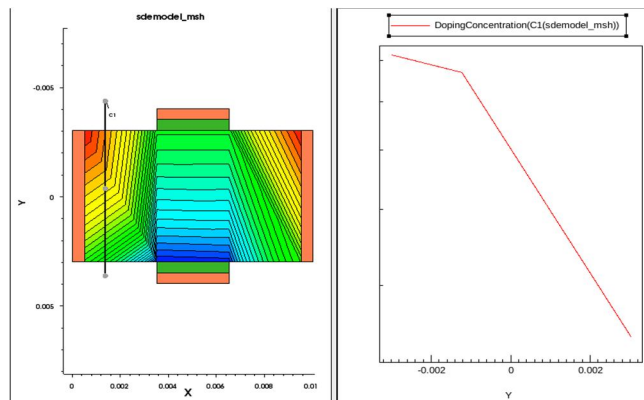 sdemodel_msh
-0.005
C1
Y
0
0.005
0
0.002
0.004
0.006
0.008
0.01
X
DopingConcentration(C1(sdemodel_msh))
-0.002
0
0.002
Y